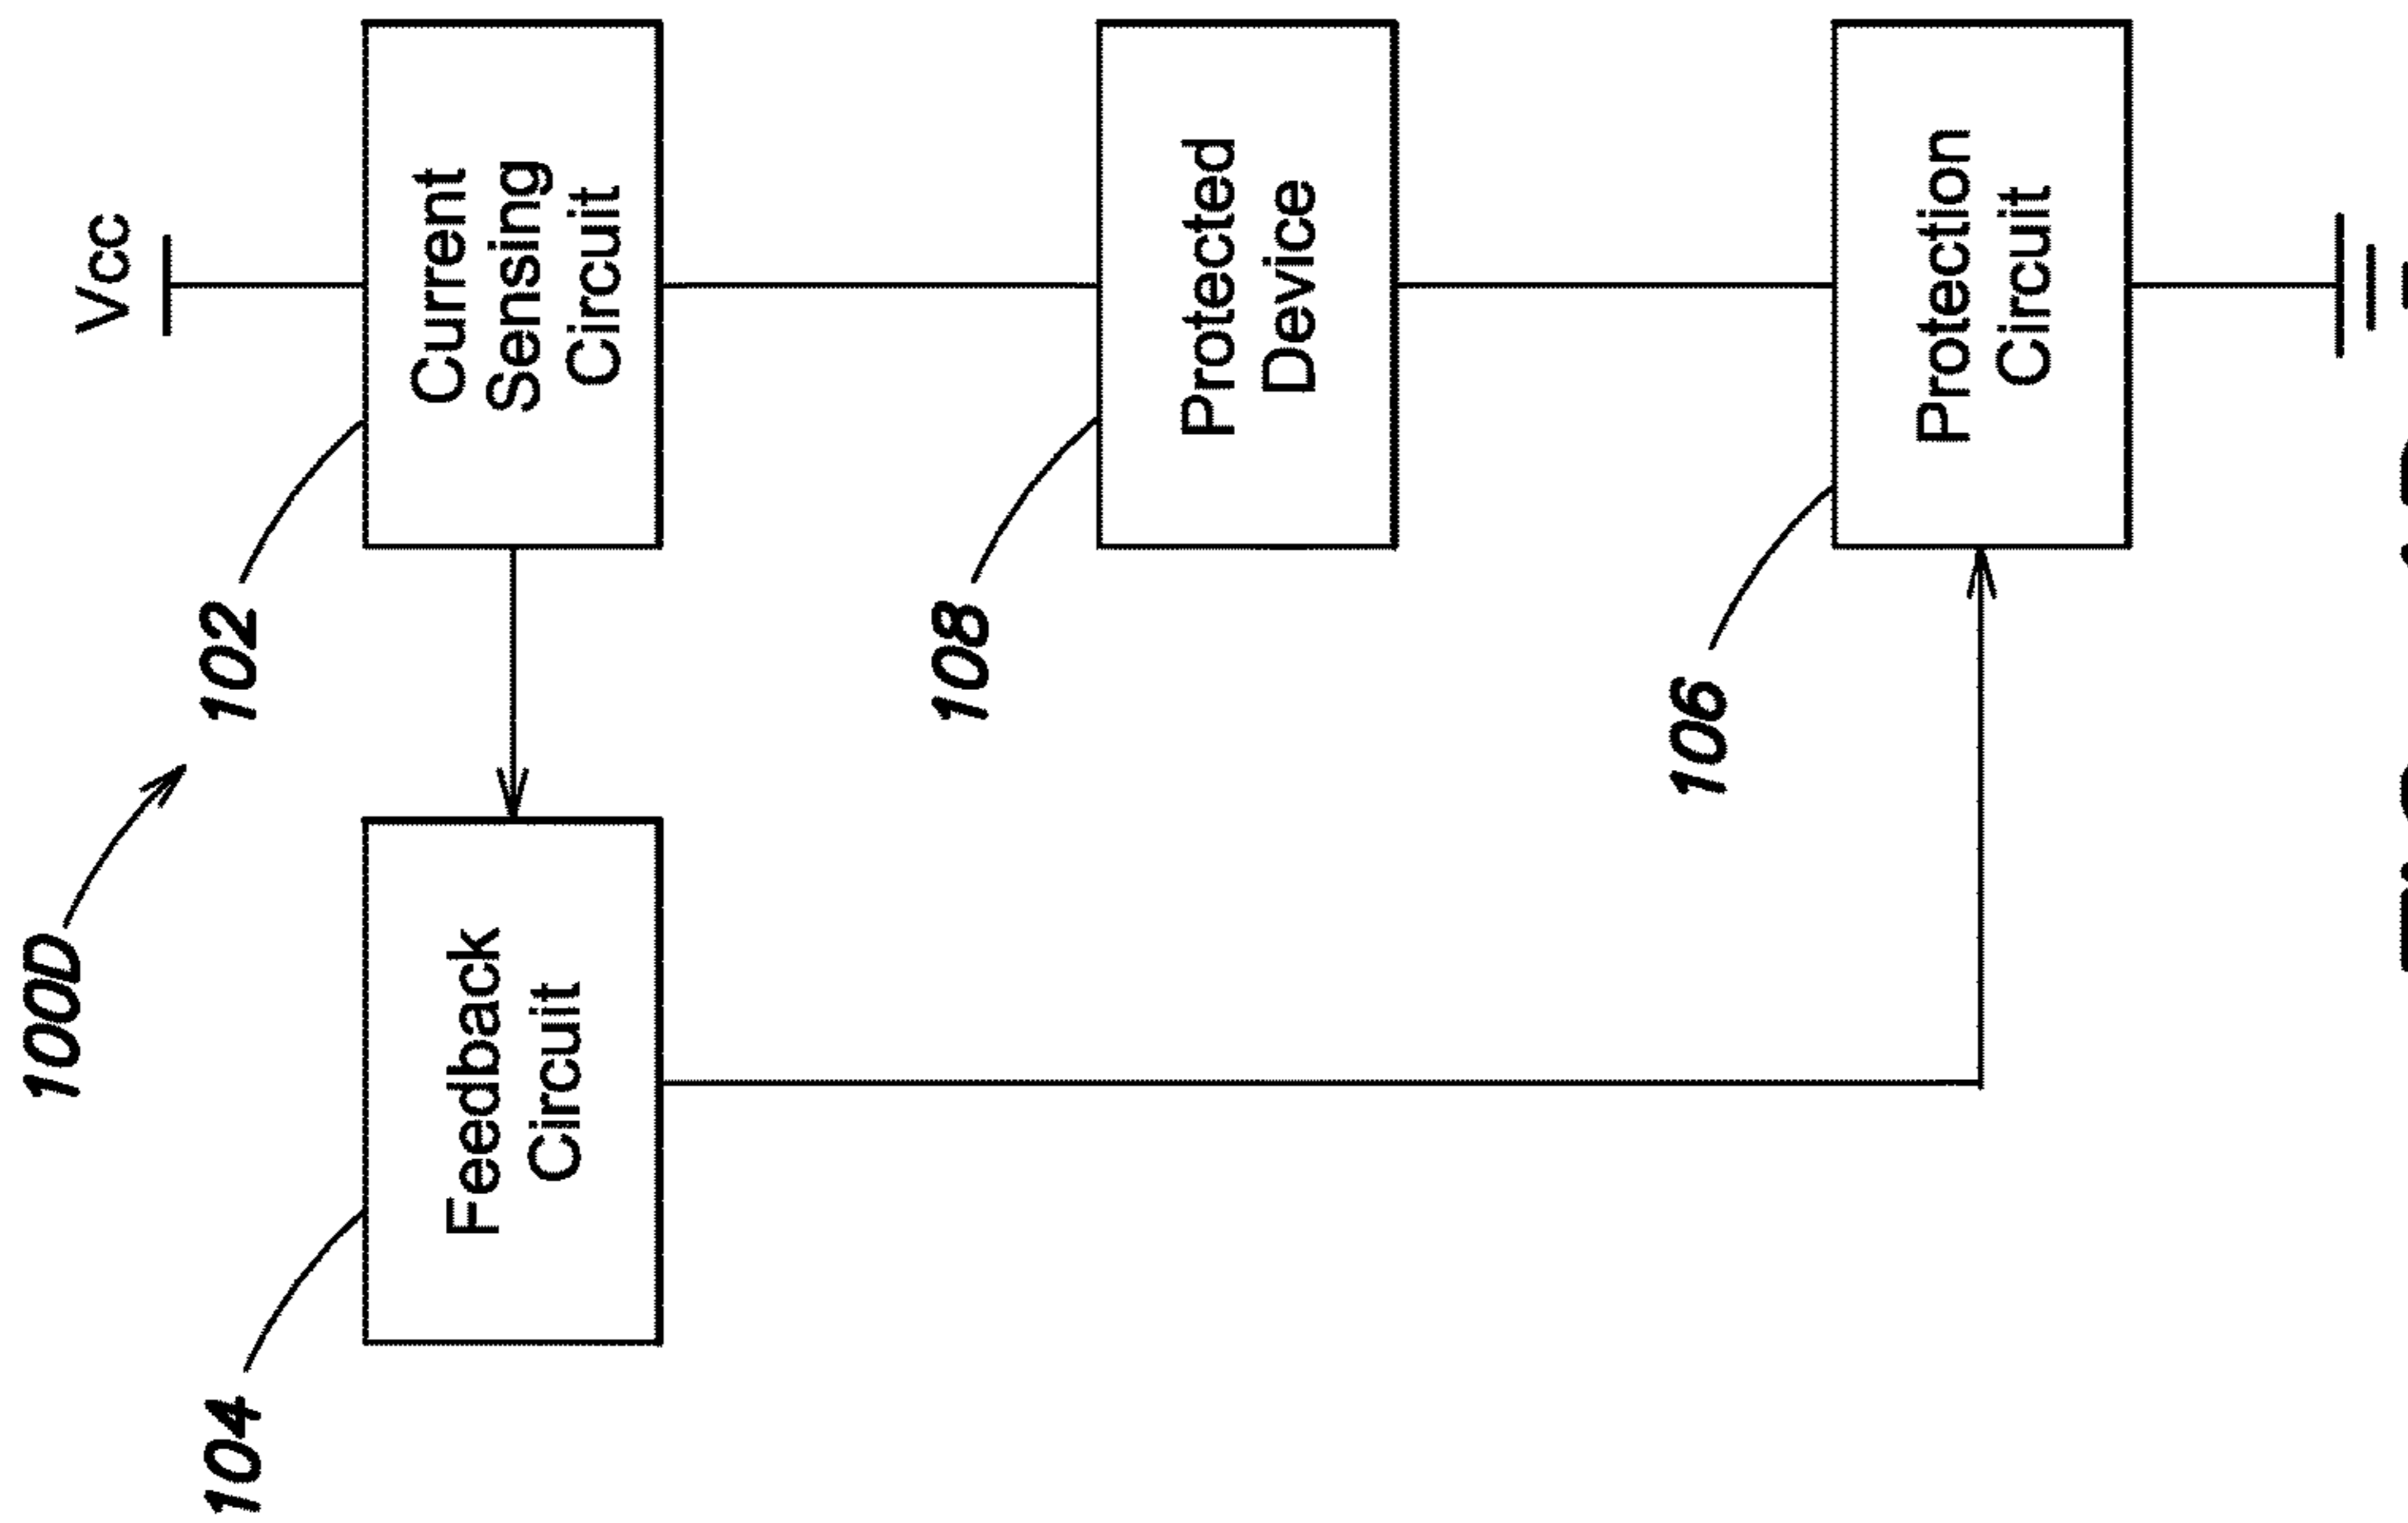 100D
104
102
Vcc
Feedback
Circuit
Current
Sensing
Circuit
108
Protected
Device
106
Protection
Circuit